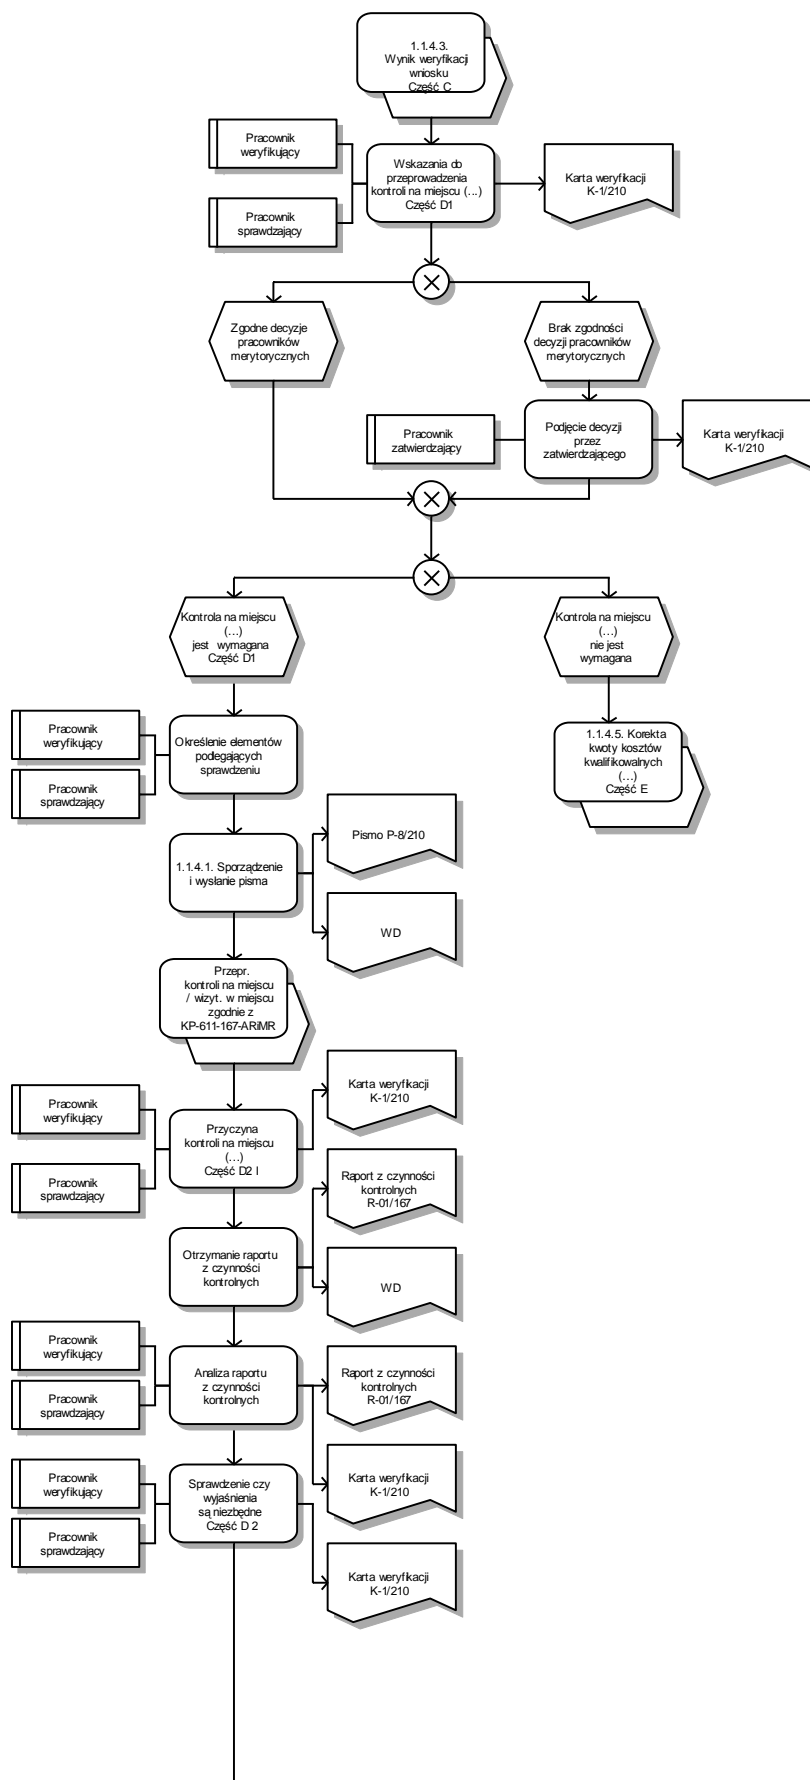 1.1.4.3.
Wynik weryfikacji
wniosku
Część C
Pracownik
weryfikujący
Wskazania do
przeprowadzenia
kontroli na miejscu (...)
Część D1
Karta weryfikacji
K-1/210
Pracownik
sprawdzający
Zgodne decyzje
pracowników
merytorycznych
Brak zgodności
decyzji pracowników
merytorycznych
Pracownik
zatwierdzający
Podjęcie decyzji
przez
zatwierdzającego
Karta weryfikacji
K-1/210
Kontrola na miejscu
(...)
jest wymagana
Część D1
Kontrola na miejscu
(...)
nie jest
wymagana
Pracownik
weryfikujący
Określenie elementów
podlegających
sprawdzeniu
1.1.4.5. Korekta
kwoty kosztów
kwalifikowalnych
(...)
Część E
Pracownik
sprawdzający
1.1.4.1. Sporządzenie
i wysłanie pisma
Pismo P-8/210
WD
Przepr.
kontroli na miejscu
/ wizyt. w miejscu
zgodnie z
KP-611-167-ARiMR
Pracownik
weryfikujący
Przyczyna
kontroli na miejscu
(...)
Część D2 I
Karta weryfikacji
K-1/210
Pracownik
sprawdzający
Raport z czynności
kontrolnych
R-01/167
Otrzymanie raportu
z czynności
kontrolnych
WD
Pracownik
weryfikujący
Analiza raportu
z czynności
kontrolnych
Raport z czynności
kontrolnych
R-01/167
Pracownik
sprawdzający
Karta weryfikacji
K-1/210
Pracownik
weryfikujący
Sprawdzenie czy
wyjaśnienia
są niezbędne
Część D 2
Pracownik
sprawdzający
Karta weryfikacji
K-1/210